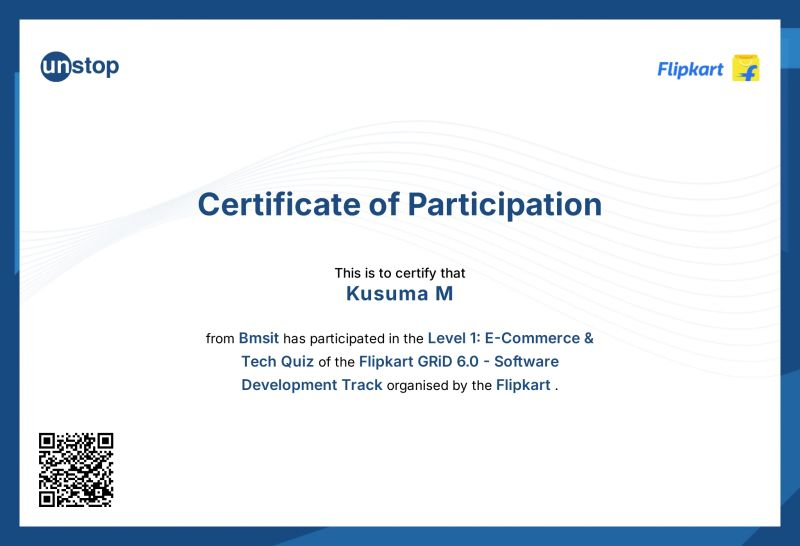 unstop
Flipkart
Certificate of Participation
This is to certify that
Kusuma M
from Bmsit has participated in the Level 1: E-Commerce &
Tech Quiz of the Flipkart GRiD 6.0 - Software
Development Track organised by the Flipkart .